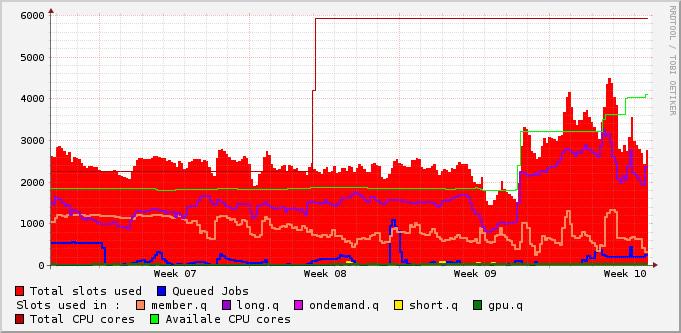 6000
5000
4000
3000
2000
1000
0
Week 07 Week 08 Week 09 Week 10
RRDTOOL / TOBI OETIKER
Total slots used Queued Jobs
Slots used in : member.q long.q ondemand.q short.q gpu.q
Total CPU cores Availale CPU cores